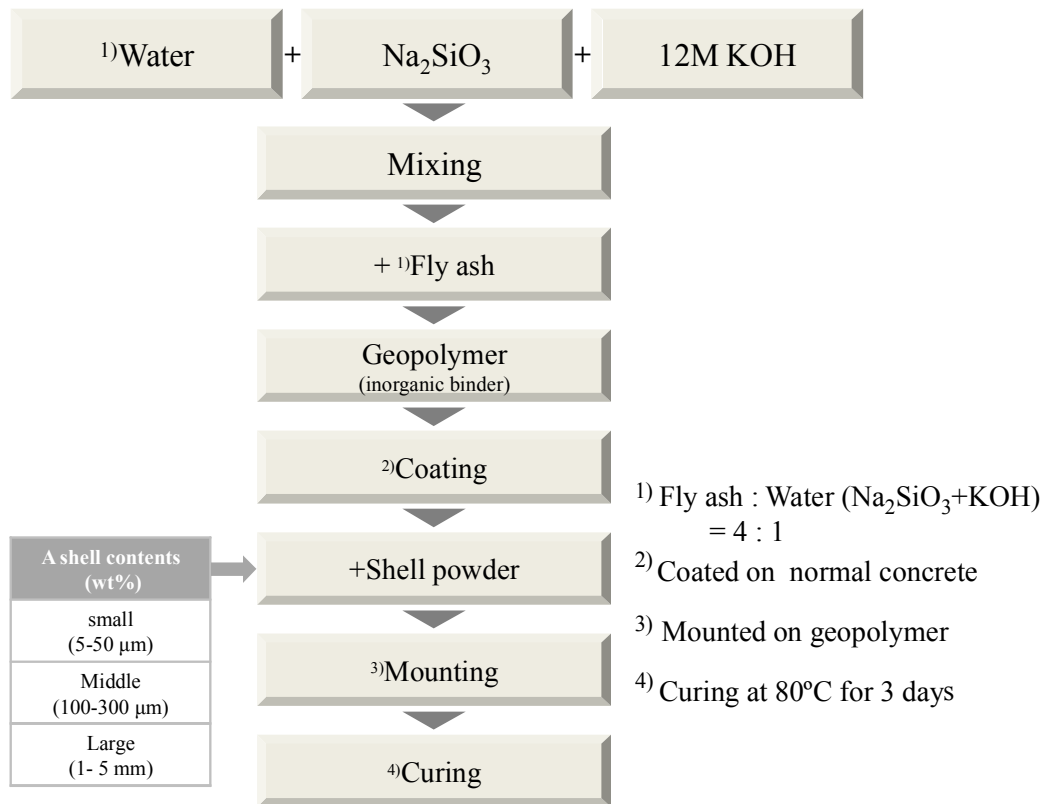 ¹⁾Water + Na₂SiO₃ + 12M KOH
Mixing
+ ¹⁾Fly ash
Geopolymer
(inorganic binder)
²⁾Coating
+Shell powder
³⁾Mounting
⁴⁾Curing
A shell contents
(wt%)
small
(5-50 μm)
Middle
(100-300 μm)
Large
(1- 5 mm)
¹⁾ Fly ash : Water (Na₂SiO₃+KOH)
= 4 : 1
²⁾ Coated on normal concrete
³⁾ Mounted on geopolymer
⁴⁾ Curing at 80ºC for 3 days